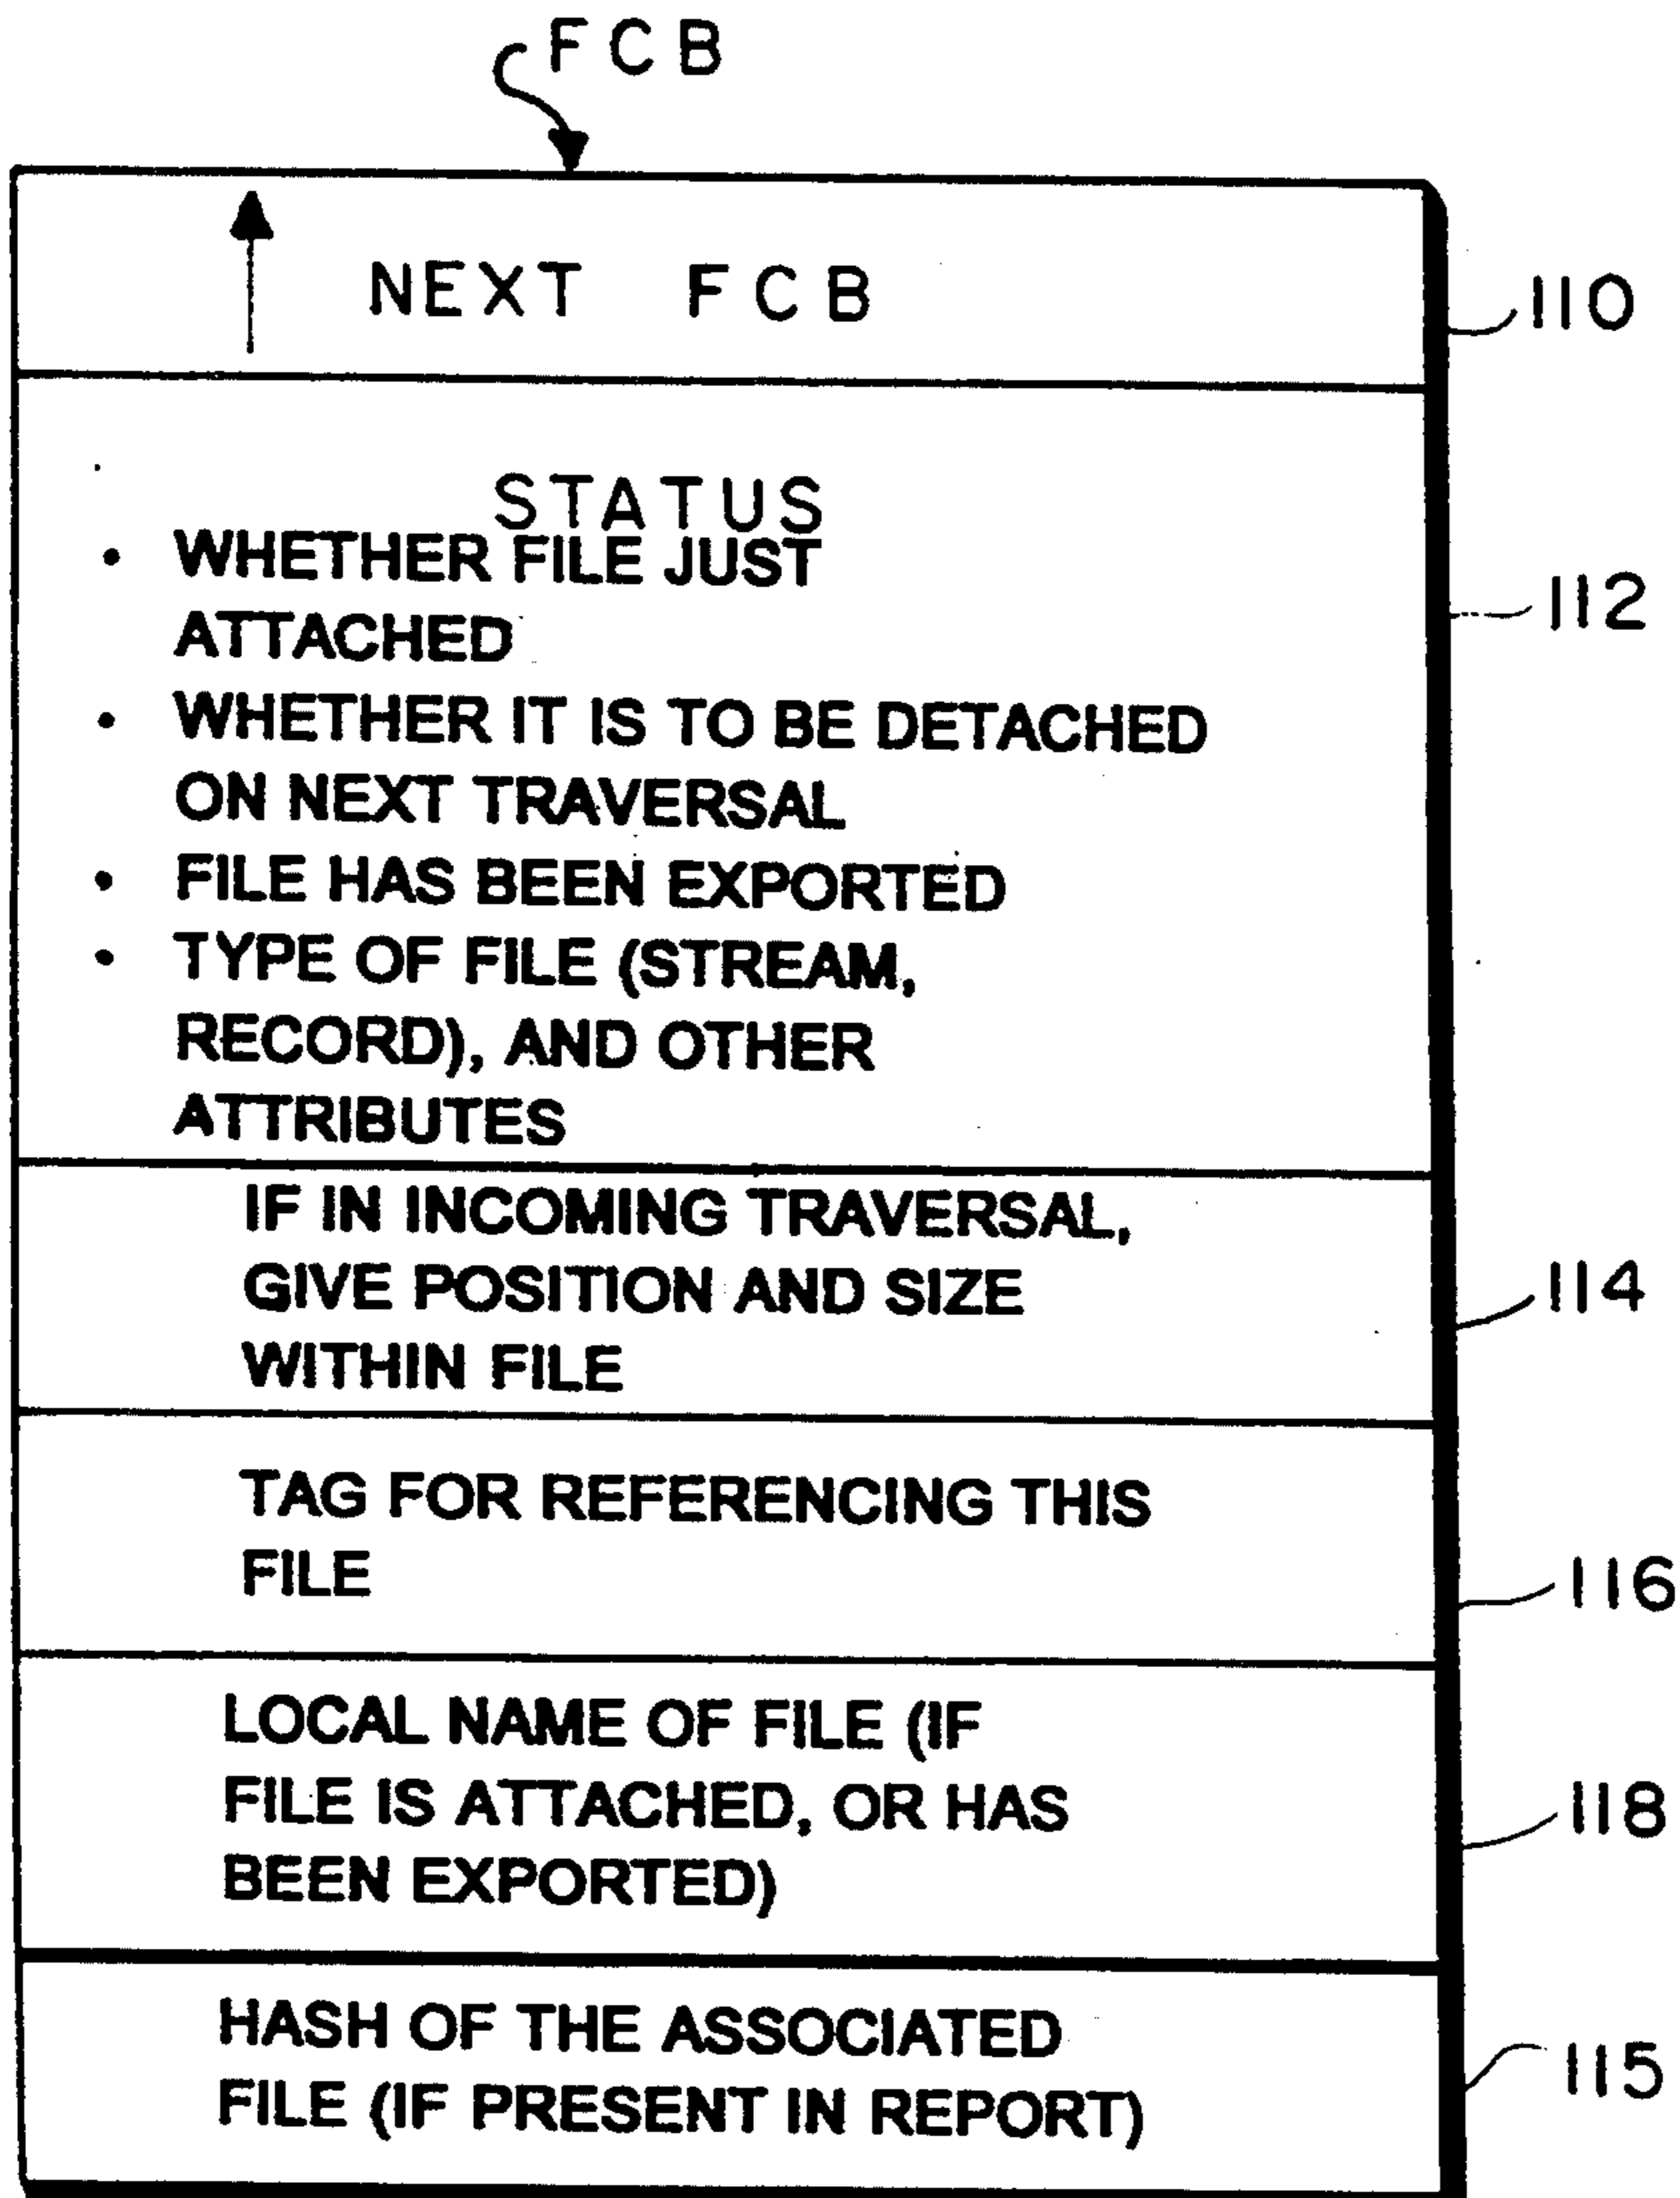 FCB
NEXT FCB
110
STATUS
• WHETHER FILE JUST
ATTACHED
112
• WHETHER IT IS TO BE DETACHED
ON NEXT TRAVERSAL
• FILE HAS BEEN EXPORTED
• TYPE OF FILE (STREAM,
RECORD), AND OTHER
ATTRIBUTES
IF IN INCOMING TRAVERSAL,
GIVE POSITION AND SIZE
WITHIN FILE
114
TAG FOR REFERENCING THIS
FILE
116
LOCAL NAME OF FILE (IF
FILE IS ATTACHED, OR HAS
BEEN EXPORTED)
118
HASH OF THE ASSOCIATED
FILE (IF PRESENT IN REPORT)
115